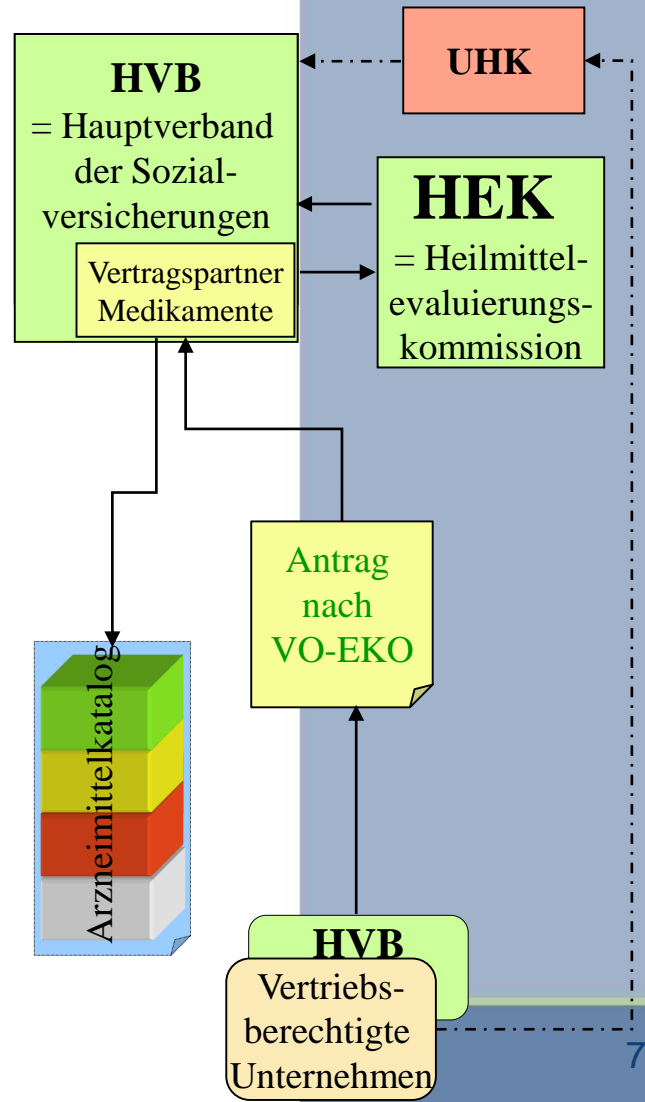 HVB
= Hauptverband
der Sozial-
versicherungen
Vertragspartner
Medikamente
UHK
HEK
= Heilmittel-
evaluierungs-
kommission
Antrag
nach
VO-EKO
Arzneimittelkatalog
HVB
Vertriebs-
berechtigte
Unternehmen
7